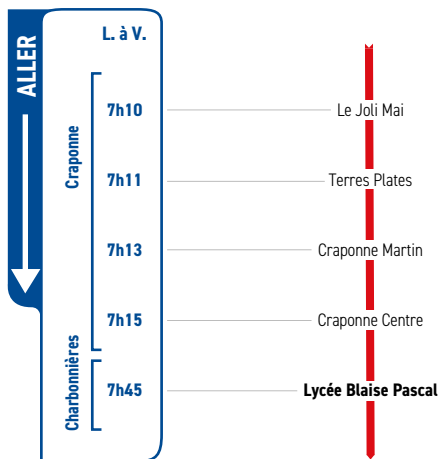 ALLER
L. à V.
Craponne
7h10 Le Joli Mai
7h11 Terres Plates
7h13 Craponne Martin
7h15 Craponne Centre
Charbonnières
7h45 Lycée Blaise Pascal